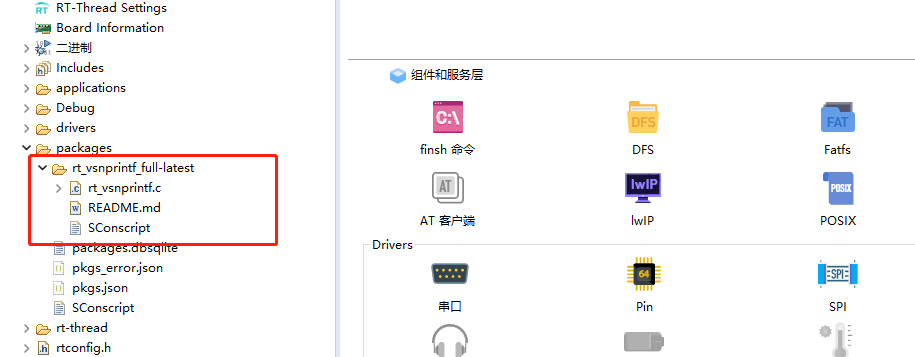 RT-Thread Settings
Board Information
二进制
Includes
applications
Debug
drivers
packages
rt_vsnprintf_full-latest
rt_vsnprintf.c
README.md
SConscript
packages.dbsqlite
pkgs_error.json
pkgs.json
SConscript
rt-thread
rtconfig.h
组件和服务层
C:\
DFS
FAT
finsh 命令
DFS
Fatfs
AT
lwIP
POSIX
AT 客户端
lwIP
POSIX
Drivers
64
SPI
串口
Pin
SPI